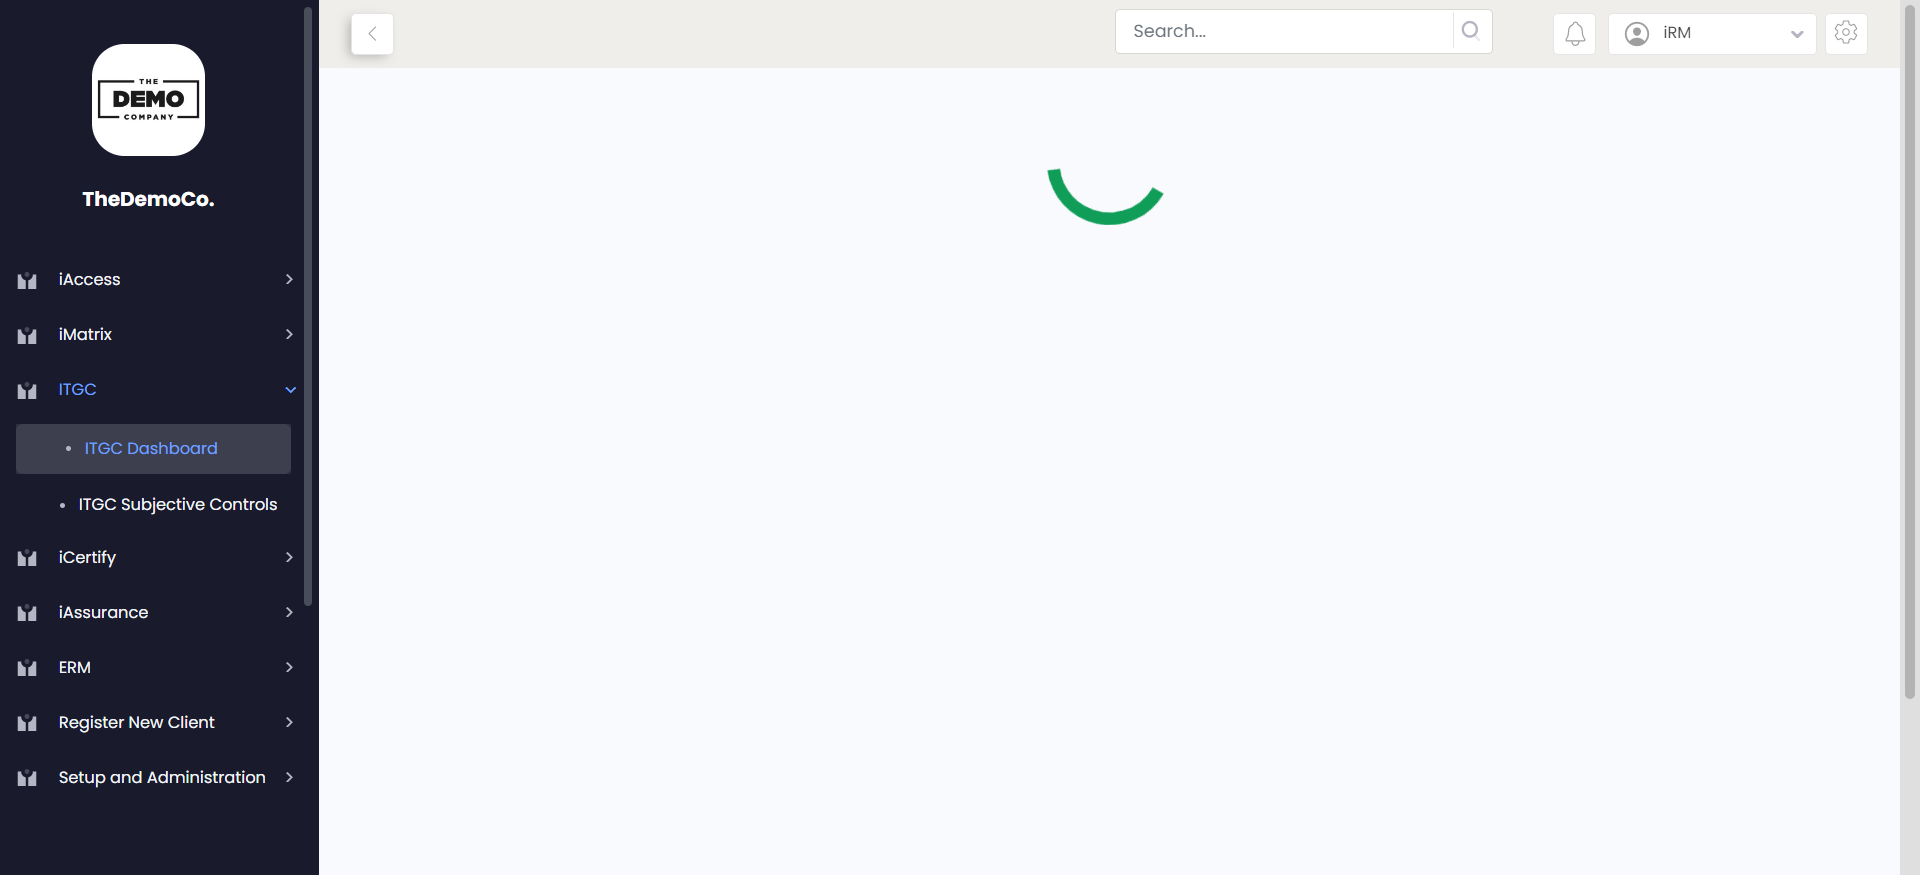 THE
DEMO
COMPANY
TheDemoCo.
iAccess
iMatrix
ITGC
ITGC Dashboard
ITGC Subjective Controls
iCertify
iAssurance
ERM
Register New Client
Setup and Administration
Search...
iRM